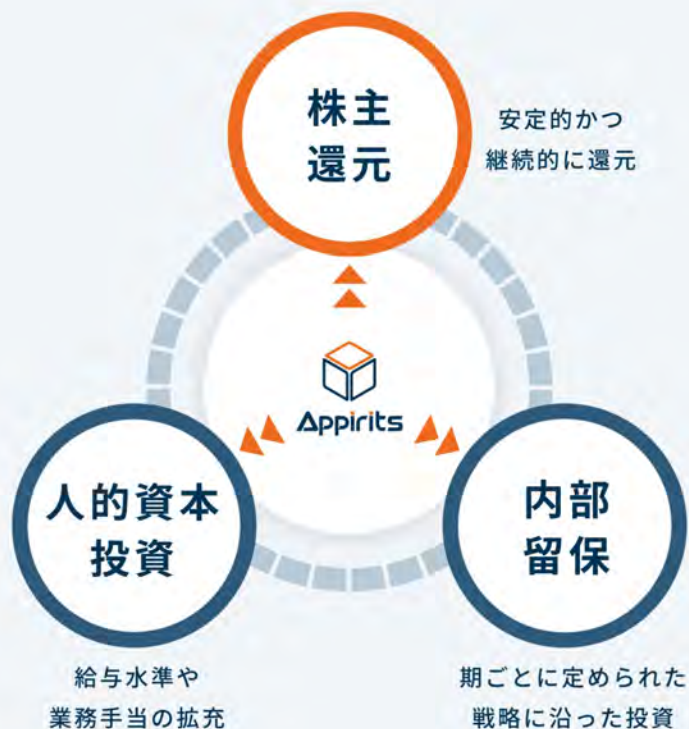 株主
還元
安定的かつ
継続的に還元
Appirits
人的資本
投資
内部
留保
給与水準や
業務手当の拡充
期ごとに定められた
戦略に沿った投資